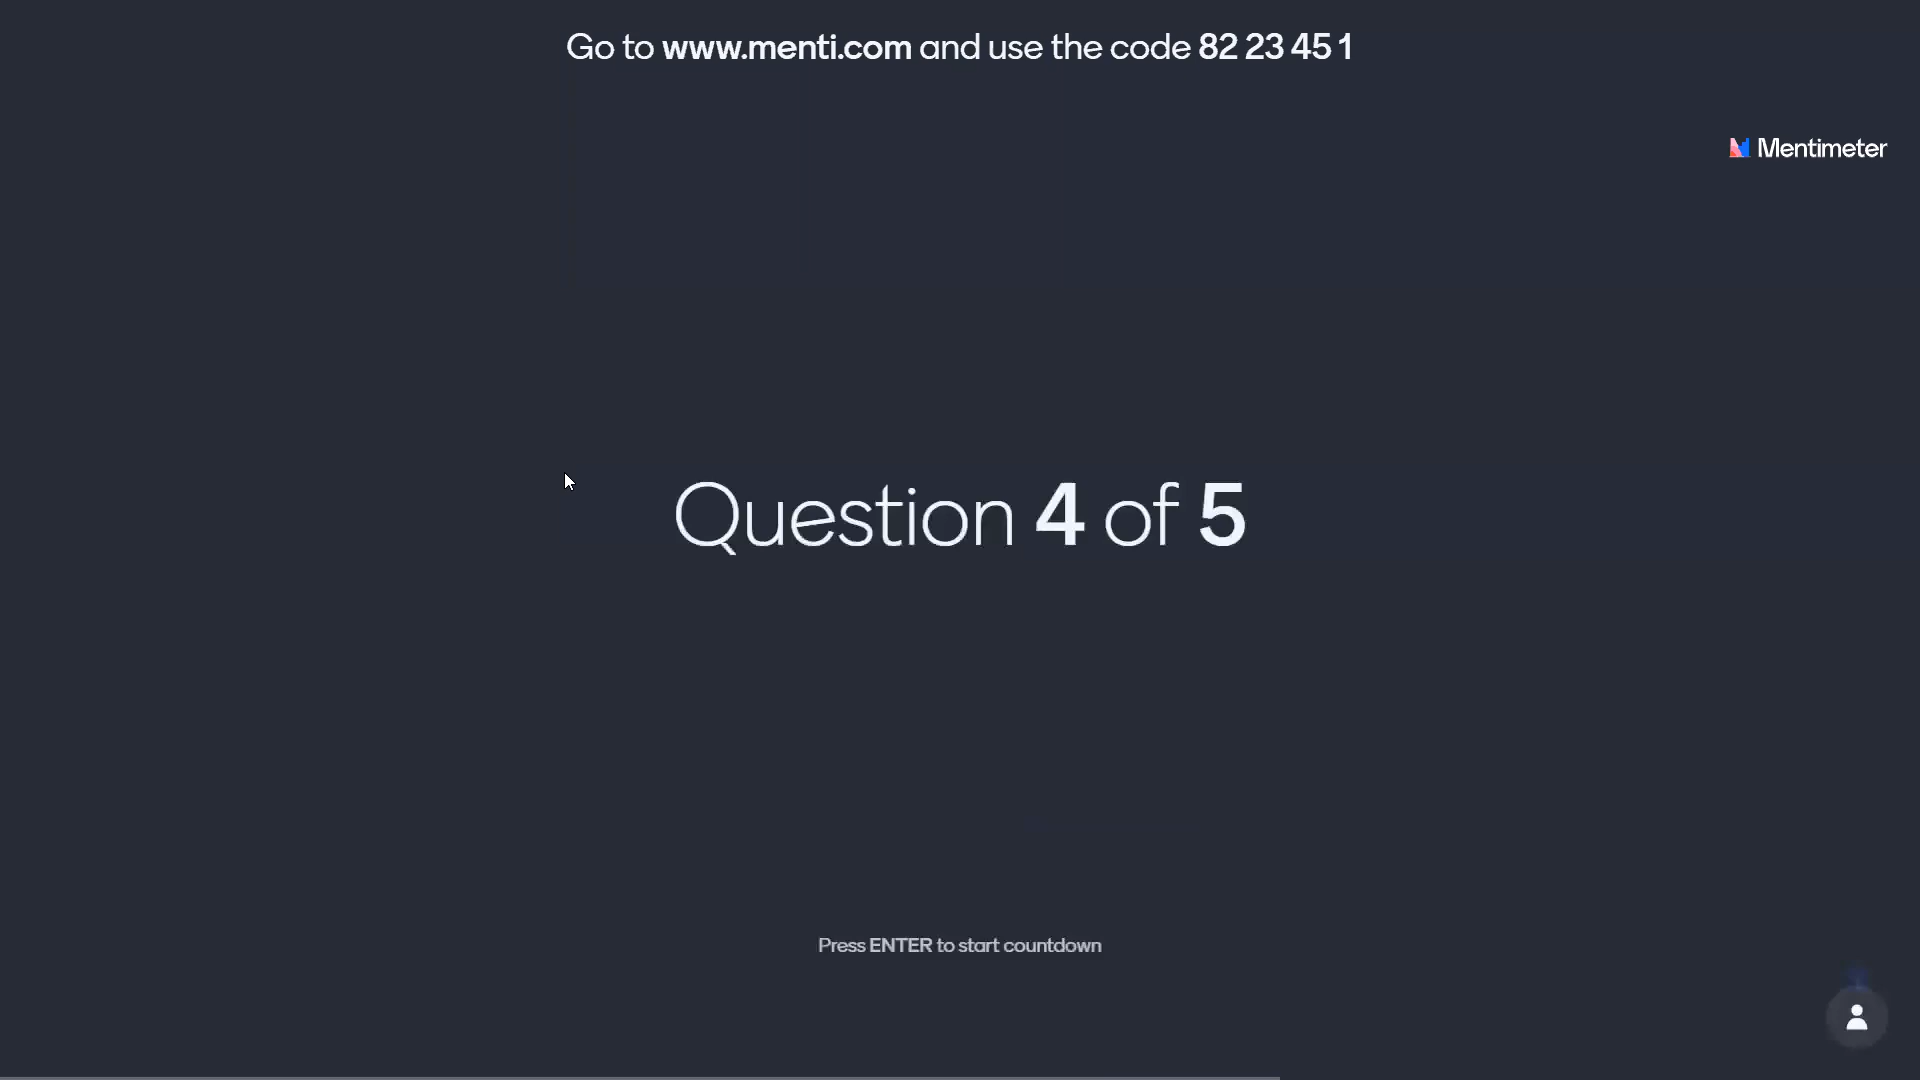 Go to www.menti.com and use the code 82 23 45 1
Mentimeter
Question 4 of 5
Press ENTER to start countdown